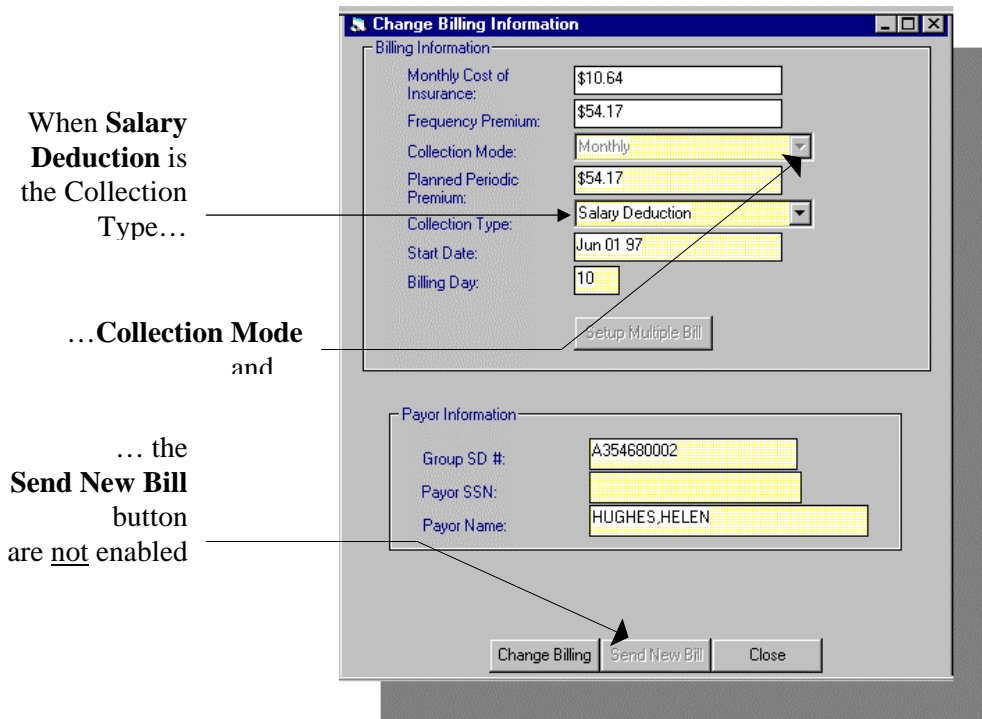 Change Billing Information
Billing Information
Monthly Cost of
Insurance:
$10.64
Frequency Premium:
$54.17
Collection Mode:
Monthly
Planned Periodic
Premium:
$54.17
Collection Type:
Salary Deduction
Start Date:
Jun 01 97
Billing Day:
10
Setup Multiple Bill
Payor Information
Group SD #:
A354680002
Payor SSN:
Payor Name:
HUGHES,HELEN
Change Billing
Send New Bill
Close
When Salary
Deduction is
the Collection
Type…
…Collection Mode
and
… the
Send New Bill
button
are not enabled